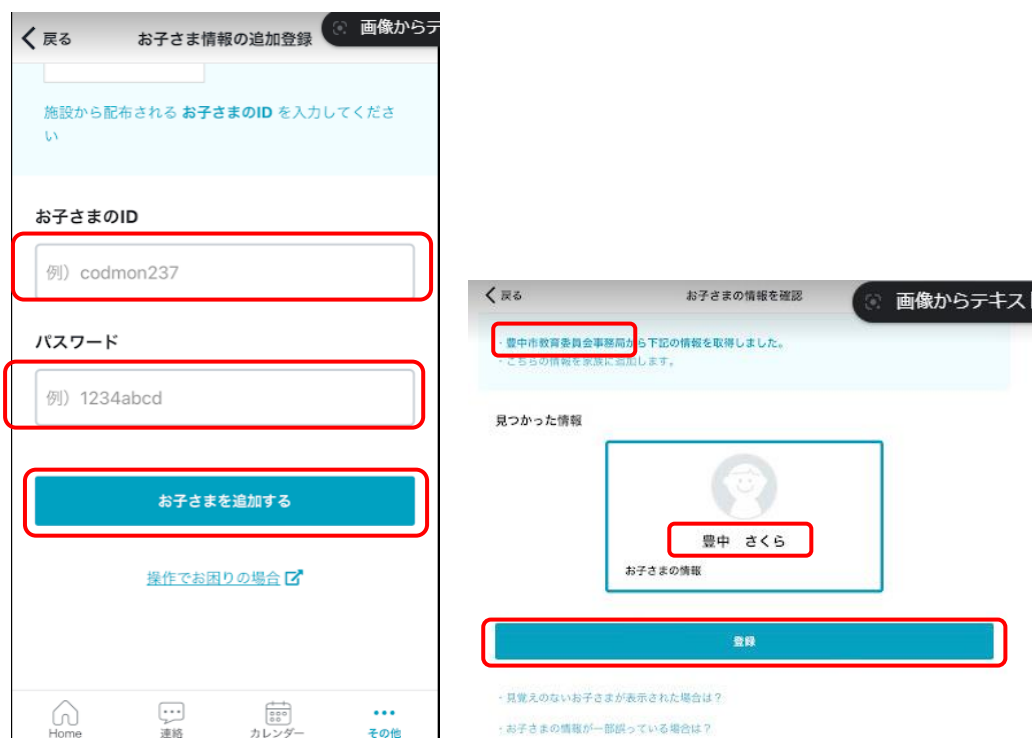 戻る
お子さま情報の追加登録
画像からテ
施設から配布される お子さまのID を入力してくださ
い
お子さまのID
例）codmon237
パスワード
例）1234abcd
お子さまを追加する
操作でお困りの場合
Home
連絡
カレンダー
その他
戻る
お子さまの情報を確認
画像からテキス
・豊中市教育委員会事務局から下記の情報を取得しました。
・こちらの情報を家族に追加します。
見つかった情報
豊中　さくら
お子さまの情報
登録
・見覚えのないお子さまが表示された場合は？
・お子さまの情報が一部誤っている場合は？